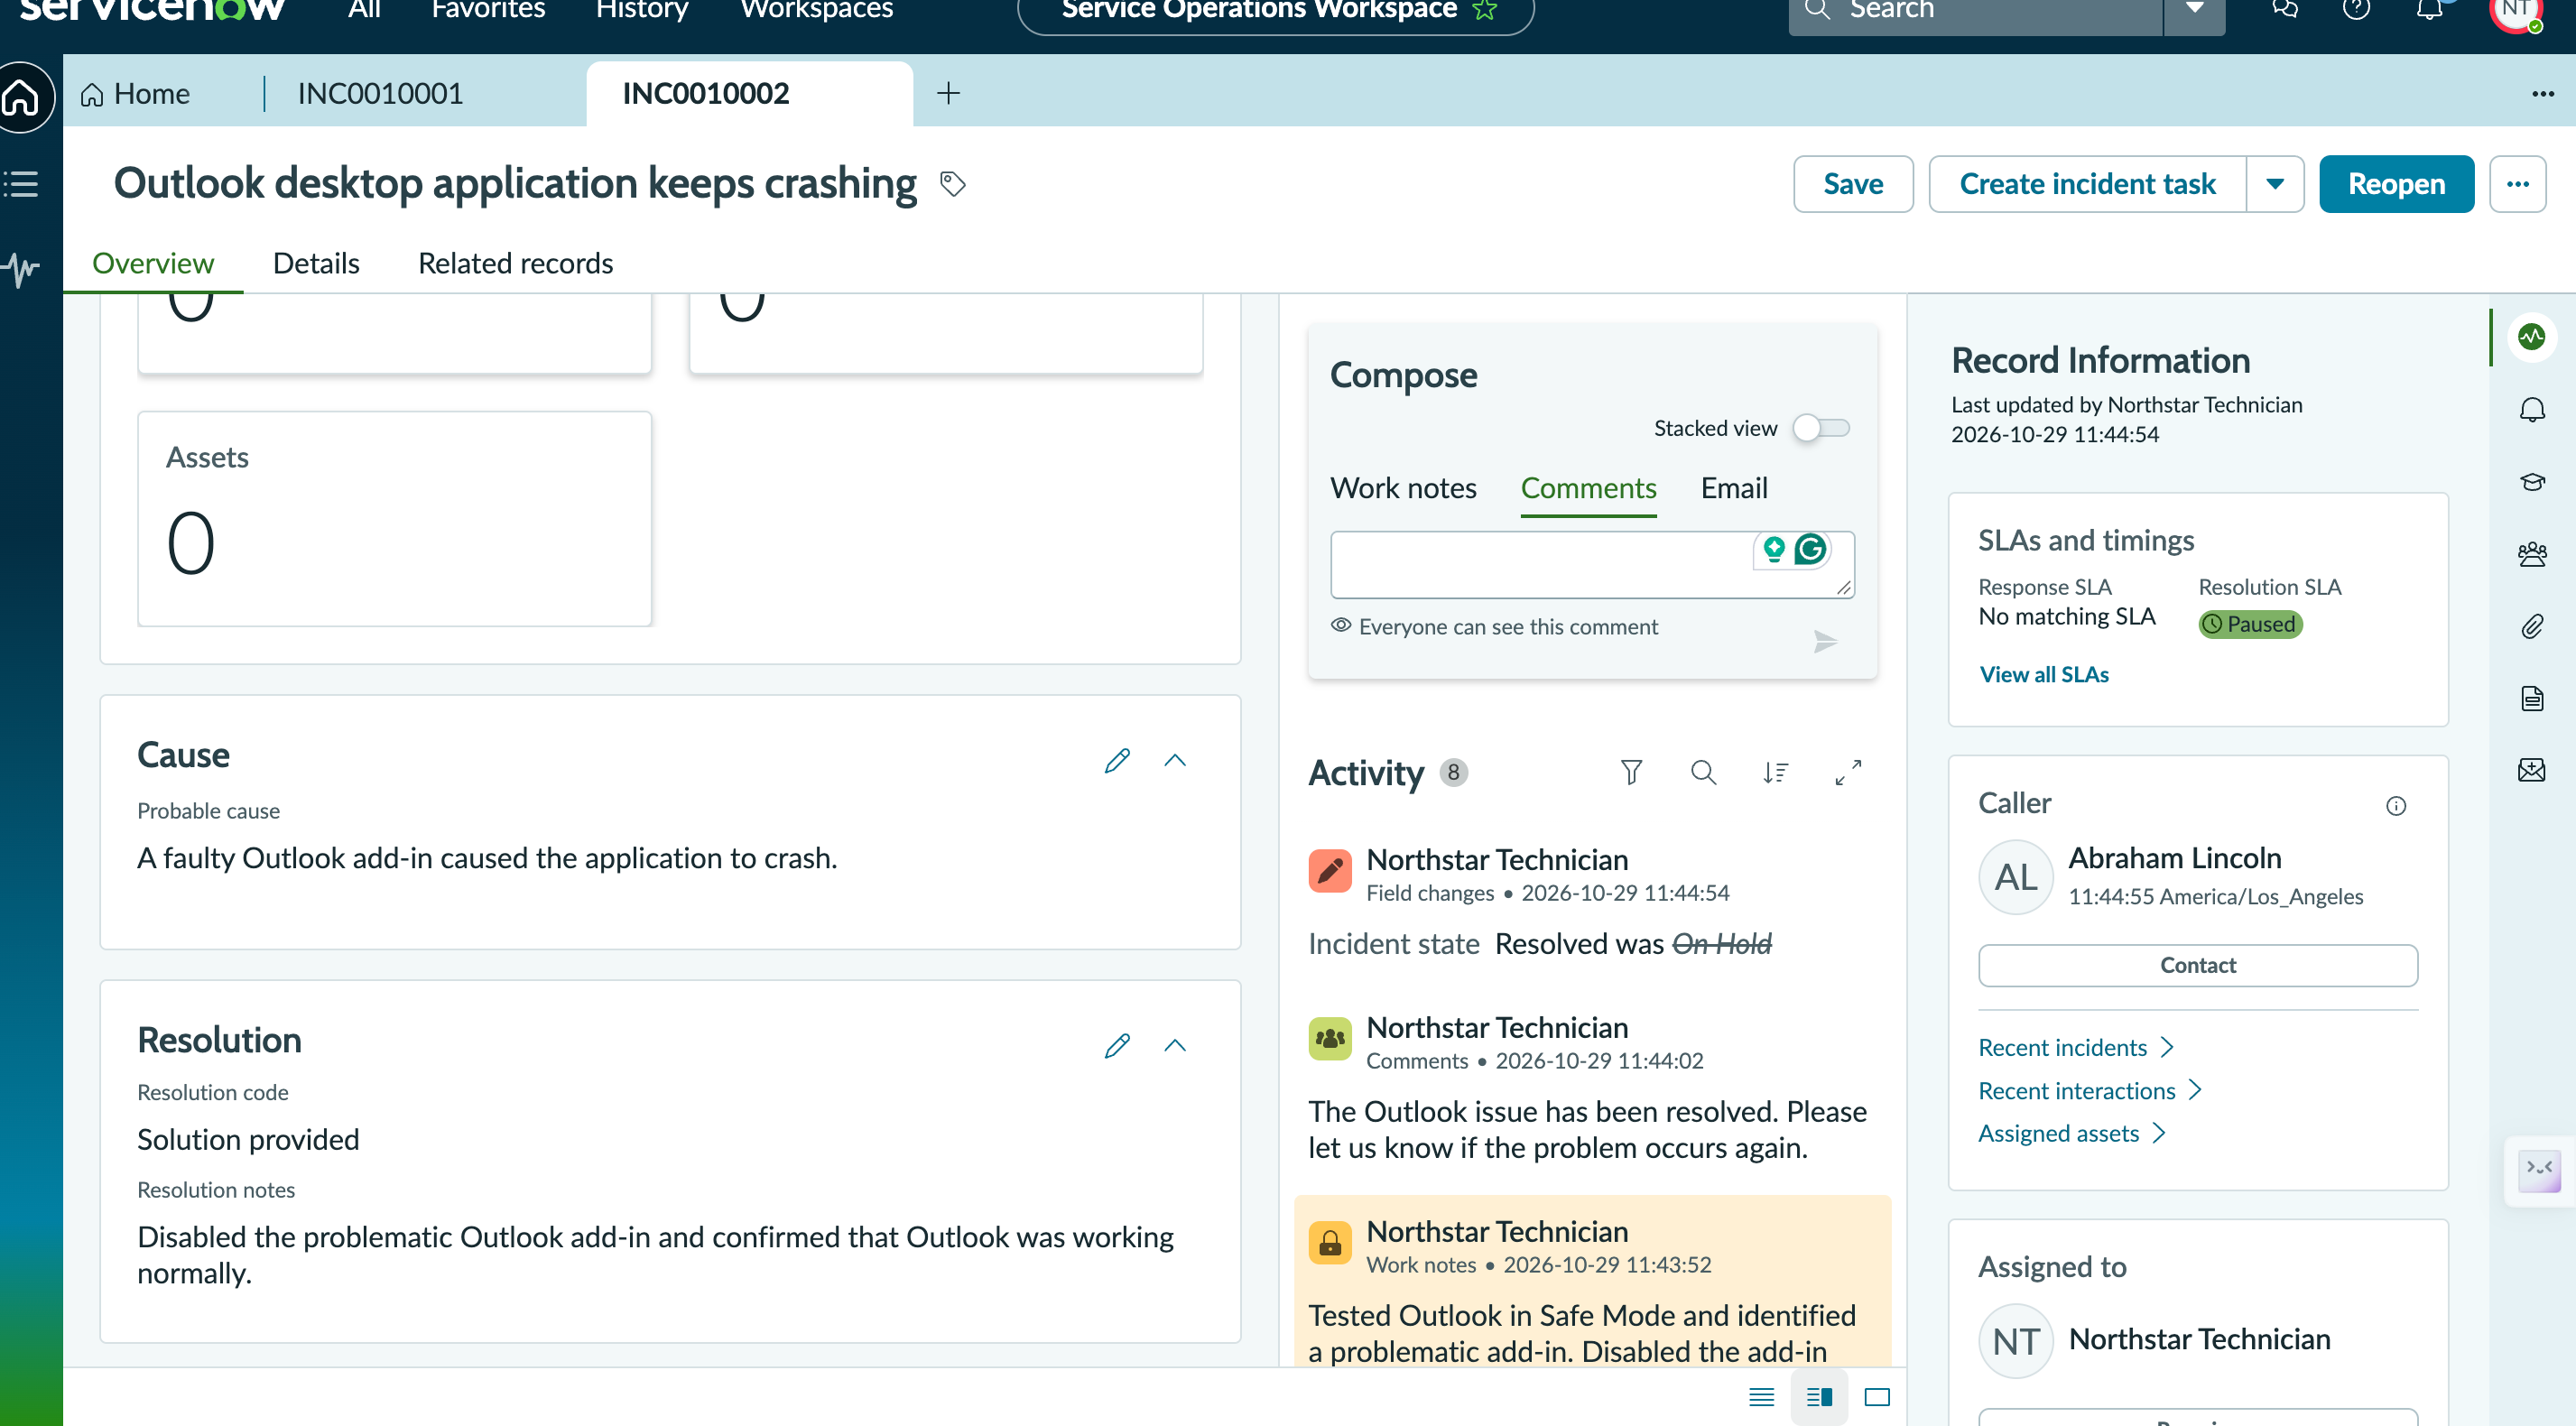 servicenow
All
Favorites
History
Workspaces
Service Operations Workspace
Search
NT
Home
INC0010001
INC0010002
Outlook desktop application keeps crashing
Save
Create incident task
Reopen
Overview
Details
Related records
0
0
Assets
0
Cause
Probable cause
A faulty Outlook add-in caused the application to crash.
Resolution
Resolution code
Solution provided
Resolution notes
Disabled the problematic Outlook add-in and confirmed that Outlook was working
normally.
Compose
Stacked view
Work notes
Comments
Email
Everyone can see this comment
Activity 8
Northstar Technician
Field changes • 2026-10-29 11:44:54
Incident state Resolved was On Hold
Northstar Technician
Comments • 2026-10-29 11:44:02
The Outlook issue has been resolved. Please
let us know if the problem occurs again.
Northstar Technician
Work notes • 2026-10-29 11:43:52
Tested Outlook in Safe Mode and identified
a problematic add-in. Disabled the add-in
Record Information
Last updated by Northstar Technician
2026-10-29 11:44:54
SLAs and timings
Response SLA
No matching SLA
Resolution SLA
Paused
View all SLAs
Caller
AL
Abraham Lincoln
11:44:55 America/Los_Angeles
Contact
Recent incidents
Recent interactions
Assigned assets
Assigned to
NT
Northstar Technician